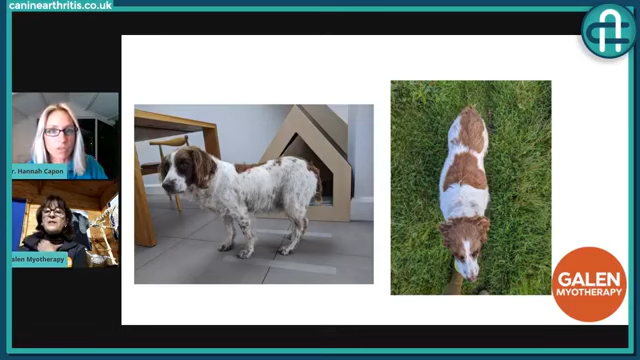 caninearthritis.co.uk
r. Hannah Capon
alen Myotherapy
GALEN
MYOTHERAPY